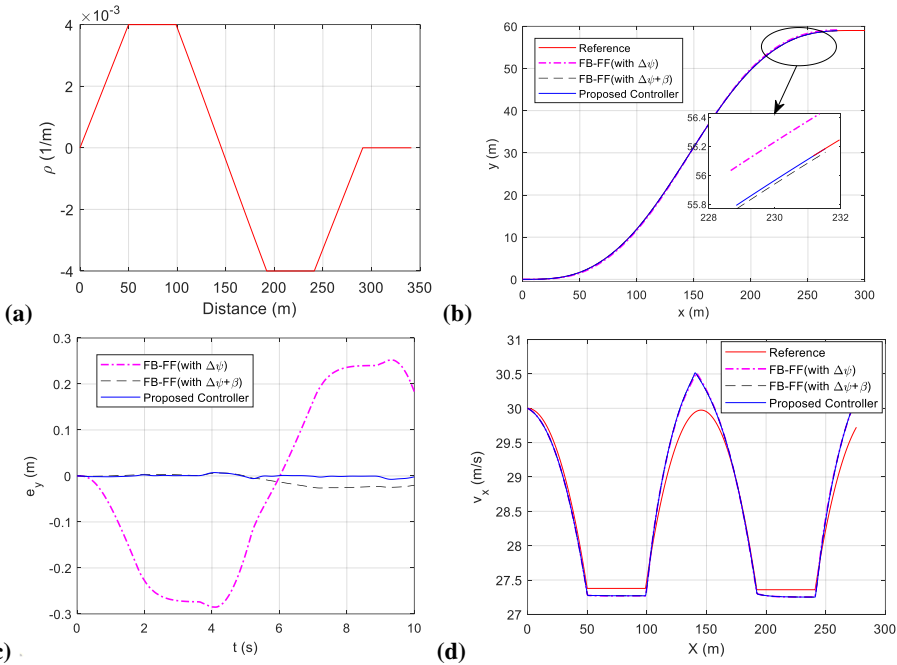 ×10⁻³
4
2
0
-2
-4
ρ (1/m)
0 50 100 150 200 250 300 350
Distance (m)
(a)
60
50
40
30
20
10
0
y (m)
Reference
FB-FF(with Δψ)
FB-FF(with Δψ+β)
Proposed Controller
56.4
56.2
56
55.8
228 230 232
0 50 100 150 200 250 300
x (m)
(b)
0.3
0.2
0.1
0
-0.1
-0.2
-0.3
e_y (m)
FB-FF(with Δψ)
FB-FF(with Δψ+β)
Proposed Controller
0 2 4 6 8 10
t (s)
c)
31
30.5
30
29.5
29
28.5
28
27.5
27
v_x (m/s)
Reference
FB-FF(with Δψ)
FB-FF(with Δψ+β)
Proposed Controller
0 50 100 150 200 250 300
X (m)
(d)